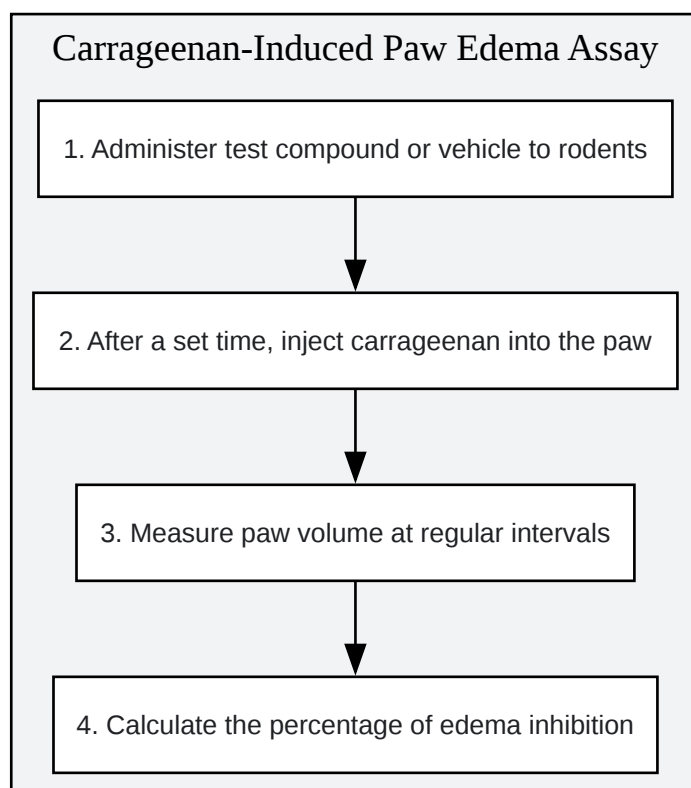 Carrageenan-Induced Paw Edema Assay
1. Administer test compound or vehicle to rodents
2. After a set time, inject carrageenan into the paw
3. Measure paw volume at regular intervals
4. Calculate the percentage of edema inhibition